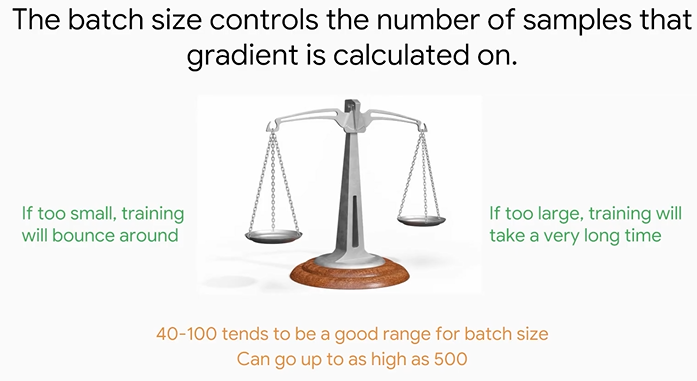 The batch size controls the number of samples that
gradient is calculated on.
If too small, training
will bounce around
If too large, training will
take a very long time
40-100 tends to be a good range for batch size
Can go up to as high as 500